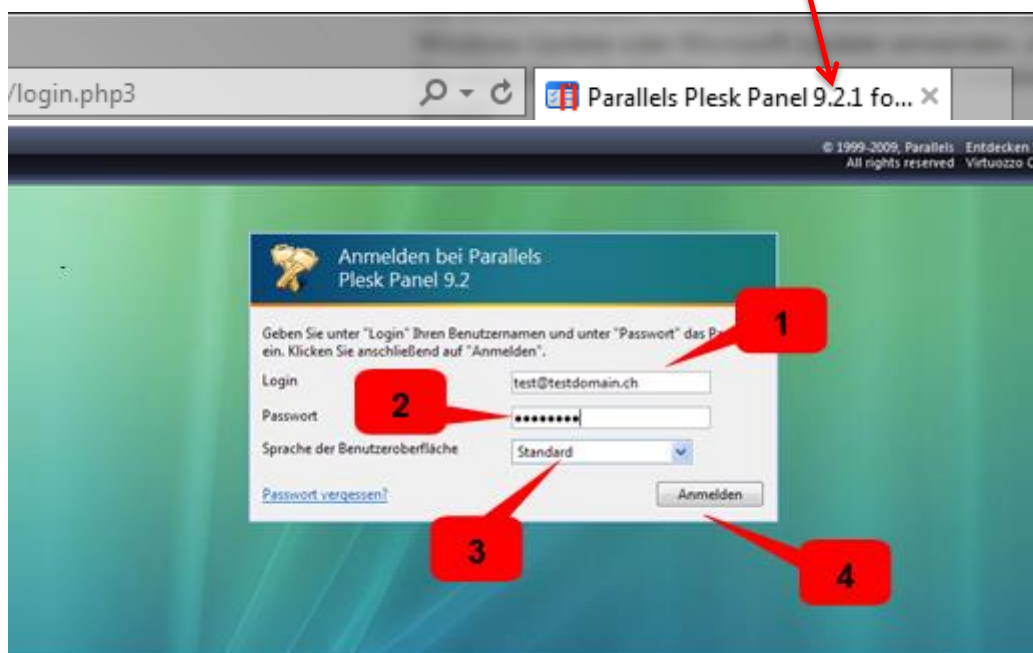 /login.php3
Parallels Plesk Panel 9.2.1 fo...
© 1999-2009, Parallels Entdecken
All rights reserved Virtuozzo
Anmelden bei Parallels
Plesk Panel 9.2
Geben Sie unter "Login" Ihren Benutzernamen und unter "Passwort" das
ein. Klicken Sie anschließend auf "Anmelden".
1
Login
test@testdomain.ch
2
Passwort
Sprache der Benutzeroberfläche
Standard
Passwort vergessen?
Anmelden
3
4